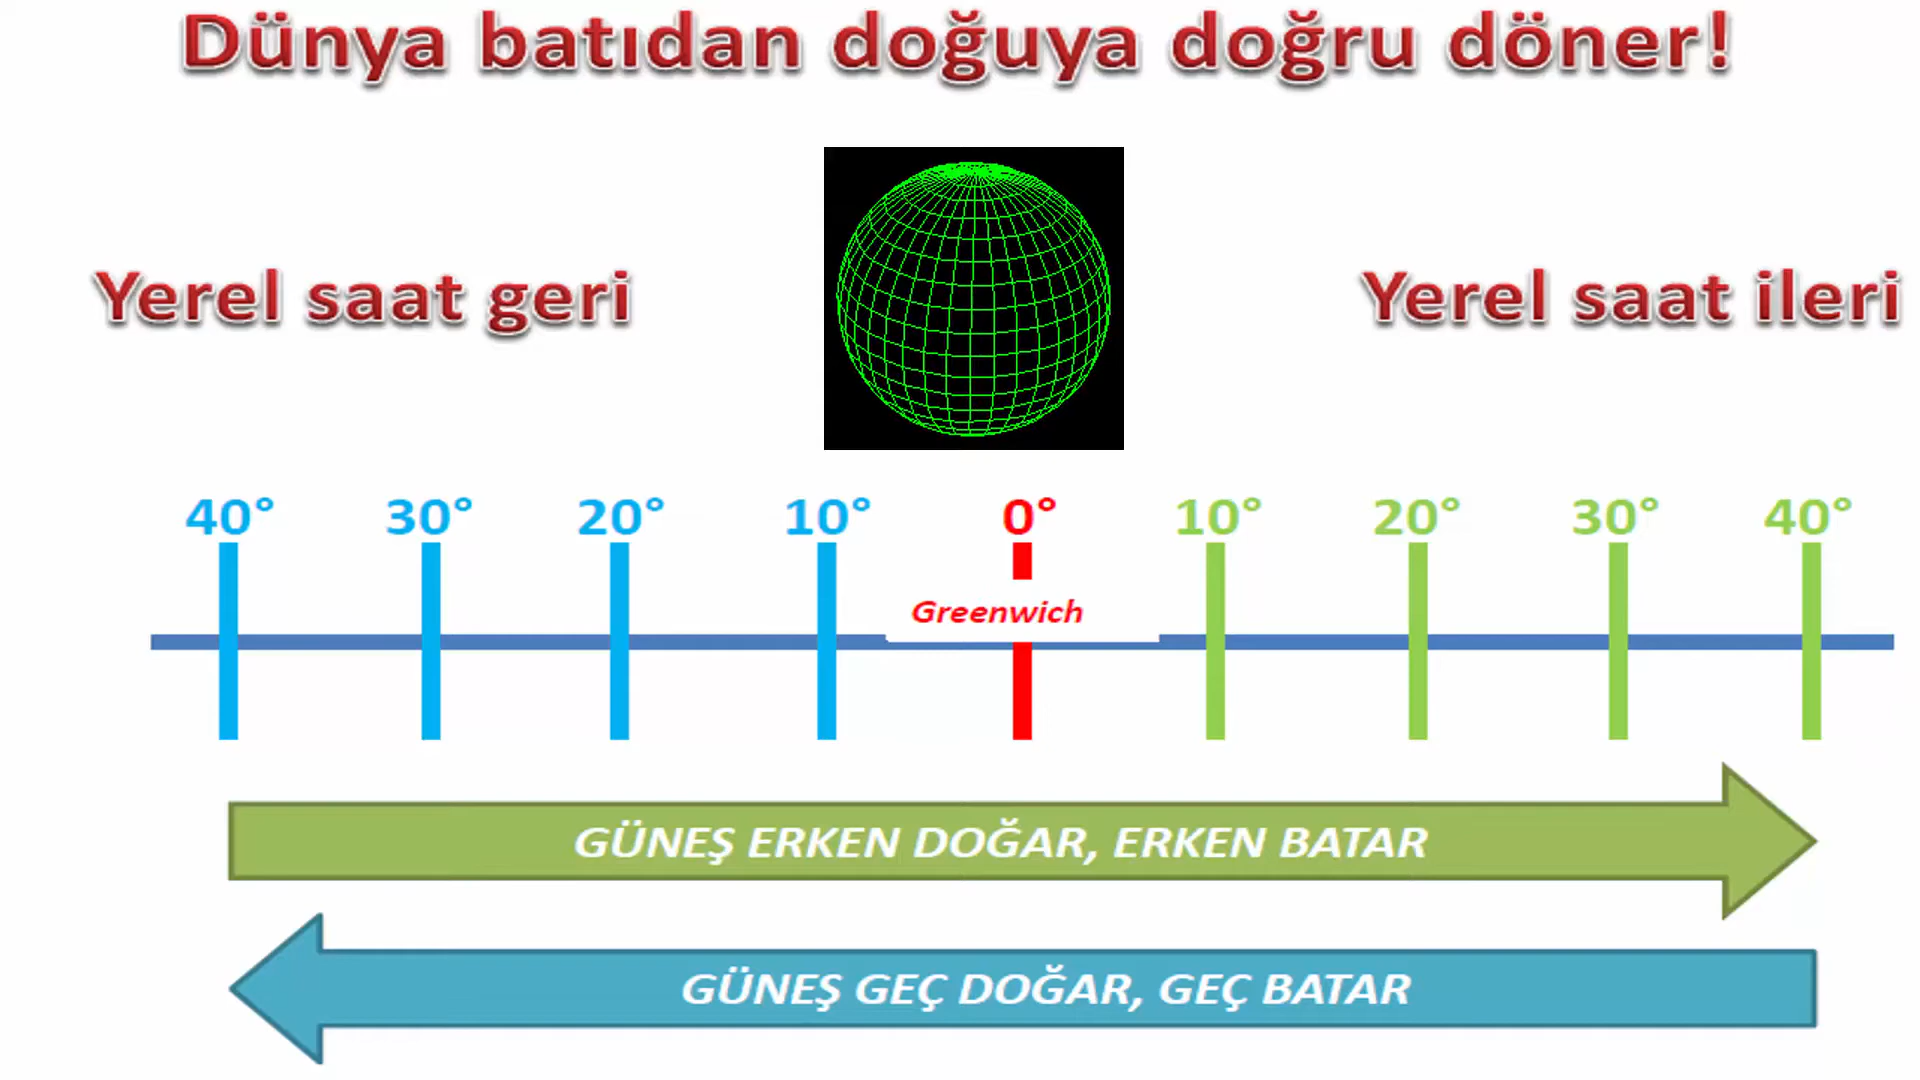 Dünya batıdan doğuya doğru döner!
Yerel saat geri
Yerel saat ileri
40° 30° 20° 10° 0° 10° 20° 30° 40°
Greenwich
GÜNEŞ ERKEN DOĞAR, ERKEN BATAR
GÜNEŞ GEÇ DOĞAR, GEÇ BATAR